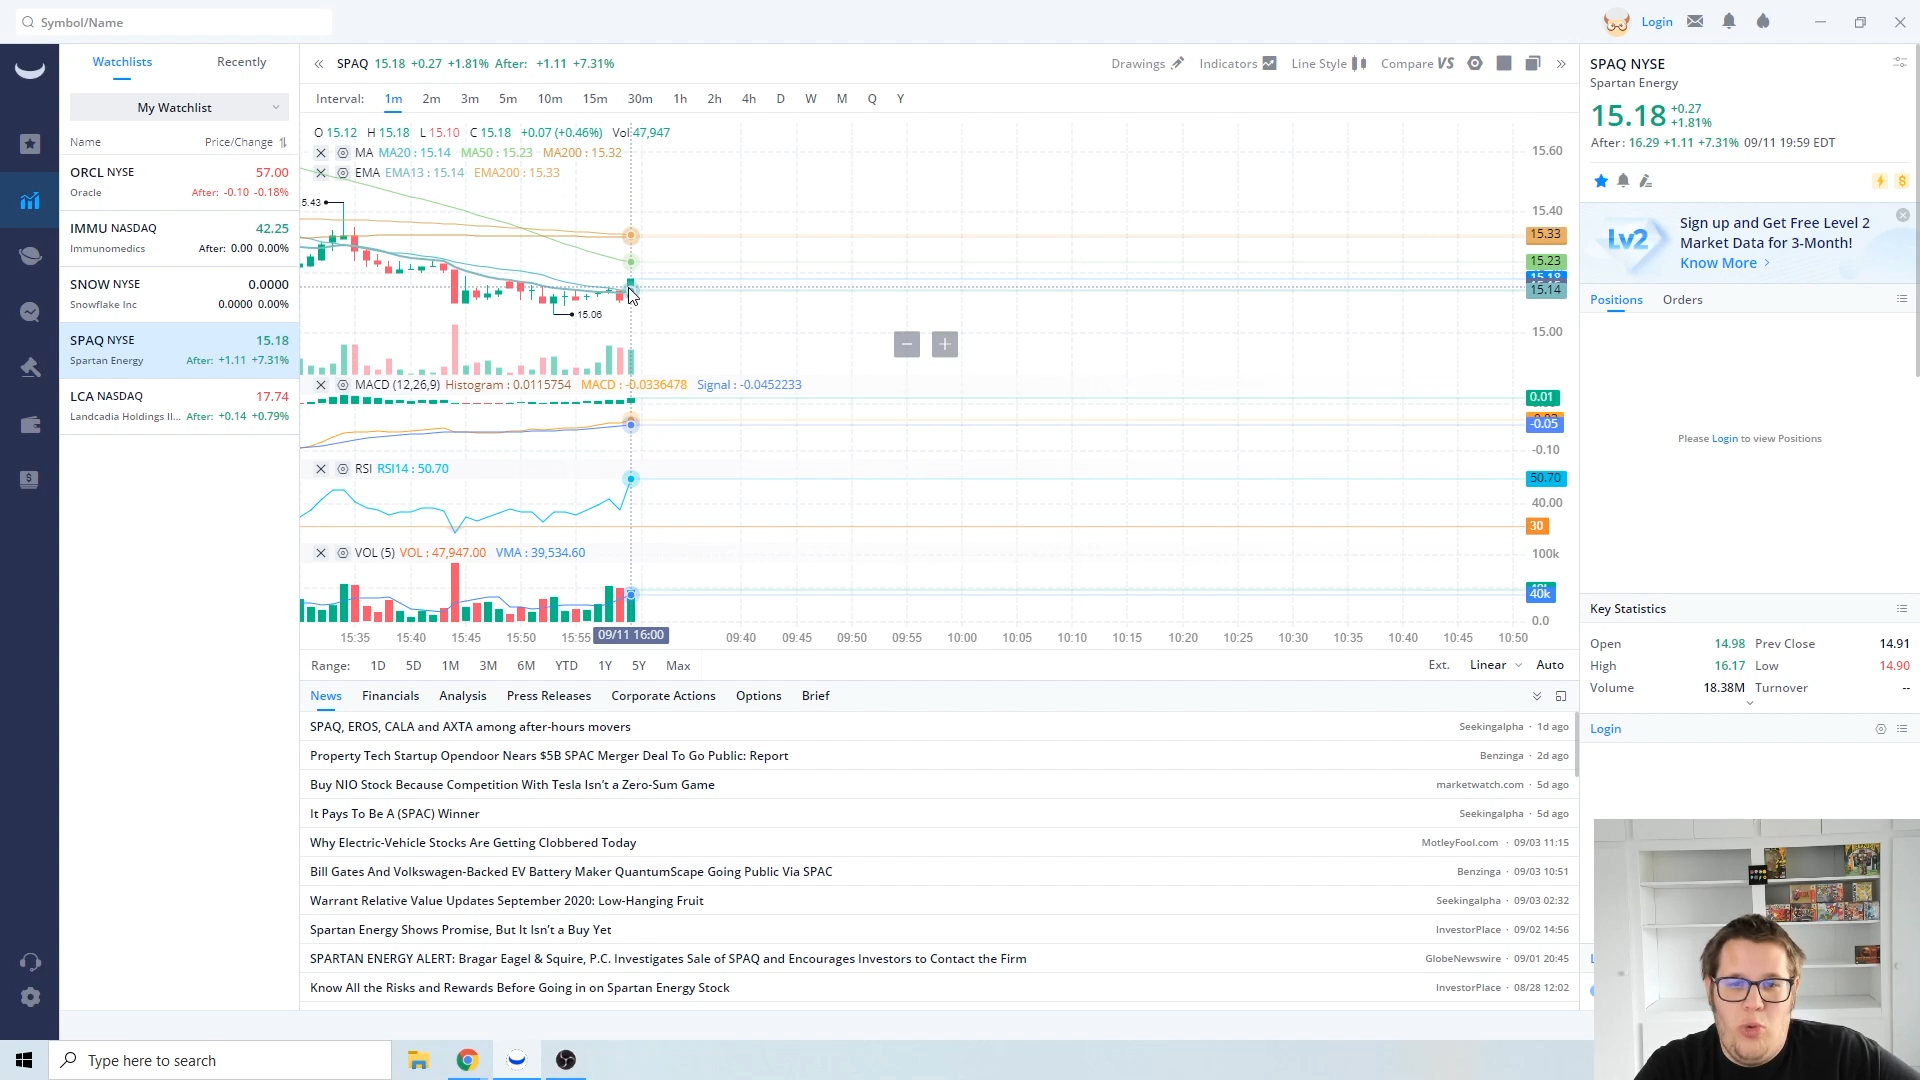 Symbol/Name
Login
Watchlists Recently
My Watchlist
Name Price/Change
ORCL NYSE 57.00
Oracle After: -0.10 -0.18%
IMMU NASDAQ 42.25
Immunomedics After: 0.00 0.00%
SNOW NYSE 0.0000
Snowflake Inc 0.0000 0.00%
SPAQ NYSE 15.18
Spartan Energy After: +1.11 +7.31%
LCA NASDAQ 17.74
Landcadia Holdings II... After: +0.14 +0.79%
SPAQ 15.18 +0.27 +1.81% After: +1.11 +7.31%
Drawings Indicators Line Style Compare VS
Interval: 1m 2m 3m 5m 10m 15m 30m 1h 2h 4h D W M Q Y
O 15.12 H 15.18 L 15.10 C 15.18 +0.07 (+0.46%) Vol 47,947
MA MA20 : 15.14 MA50 : 15.23 MA200 : 15.32
EMA EMA13 : 15.14 EMA200 : 15.33
5.43
15.06
15.60
15.40
15.33
15.23
15.18
15.14
15.00
MACD (12,26,9) Histogram : 0.0115754 MACD : -0.0336478 Signal : -0.0452233
0.01
-0.05
-0.10
RSI RSI14 : 50.70
50.70
40.00
30
VOL (5) VOL : 47,947.00 VMA : 39,534.60
100k
40k
0.0
15:35 15:40 15:45 15:50 15:55 09/11 16:00 09:40 09:45 09:50 09:55 10:00 10:05 10:10 10:15 10:20 10:25 10:30 10:35 10:40 10:45 10:50
Range: 1D 5D 1M 3M 6M YTD 1Y 5Y Max Ext. Linear Auto
News Financials Analysis Press Releases Corporate Actions Options Brief
SPAQ, EROS, CALA and AXTA among after-hours movers Seekingalpha · 1d ago
Property Tech Startup Opendoor Nears $5B SPAC Merger Deal To Go Public: Report Benzinga · 2d ago
Buy NIO Stock Because Competition With Tesla Isn't a Zero-Sum Game marketwatch.com · 5d ago
It Pays To Be A (SPAC) Winner Seekingalpha · 5d ago
Why Electric-Vehicle Stocks Are Getting Clobbered Today MotleyFool.com · 09/03 11:15
Bill Gates And Volkswagen-Backed EV Battery Maker QuantumScape Going Public Via SPAC Benzinga · 09/03 10:51
Warrant Relative Value Updates September 2020: Low-Hanging Fruit Seekingalpha · 09/03 02:32
Spartan Energy Shows Promise, But It Isn't a Buy Yet InvestorPlace · 09/02 14:56
SPARTAN ENERGY ALERT: Bragar Eagel & Squire, P.C. Investigates Sale of SPAQ and Encourages Investors to Contact the Firm GlobeNewswire · 09/01 20:45
Know All the Risks and Rewards Before Going in on Spartan Energy Stock InvestorPlace · 08/28 12:02
SPAQ NYSE
Spartan Energy
15.18 +0.27
+1.81%
After : 16.29 +1.11 +7.31% 09/11 19:59 EDT
Lv2
Sign up and Get Free Level 2
Market Data for 3-Month!
Know More
Positions Orders
Please Login to view Positions
Key Statistics
Open 14.98 Prev Close 14.91
High 16.17 Low 14.90
Volume 18.38M Turnover --
Login
Type here to search